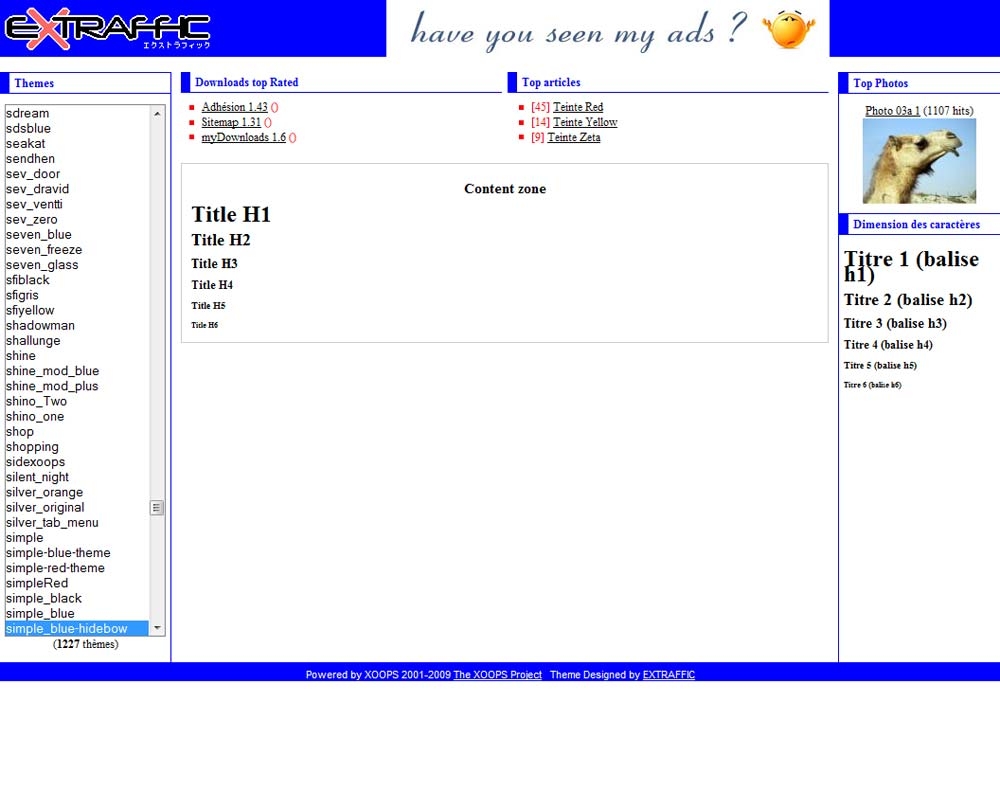 EXTRAFFIC
エクストラフィック
have you seen my ads ?
Themes
sdream
sdsblue
seakat
sendhen
sev_door
sev_dravid
sev_ventti
sev_zero
seven_blue
seven_freeze
seven_glass
sfiblack
sfigris
sfiyellow
shadowman
shallunge
shine
shine_mod_blue
shine_mod_plus
shino_Two
shino_one
shop
shopping
sidexoops
silent_night
silver_orange
silver_original
silver_tab_menu
simple
simple-blue-theme
simple-red-theme
simpleRed
simple_black
simple_blue
simple_blue-hidebow
(1227 thèmes)
Downloads top Rated
Adhésion 1.43 ()
Sitemap 1.31 ()
myDownloads 1.6 ()
Top articles
[45] Teinte Red
[14] Teinte Yellow
[9] Teinte Zeta
Content zone
Title H1
Title H2
Title H3
Title H4
Title H5
Title H6
Top Photos
Photo 03a 1 (1107 hits)
Dimension des caractères
Titre 1 (balise
h1)
Titre 2 (balise h2)
Titre 3 (balise h3)
Titre 4 (balise h4)
Titre 5 (balise h5)
Titre 6 (balise h6)
Powered by XOOPS 2001-2009 The XOOPS Project Theme Designed by EXTRAFFIC